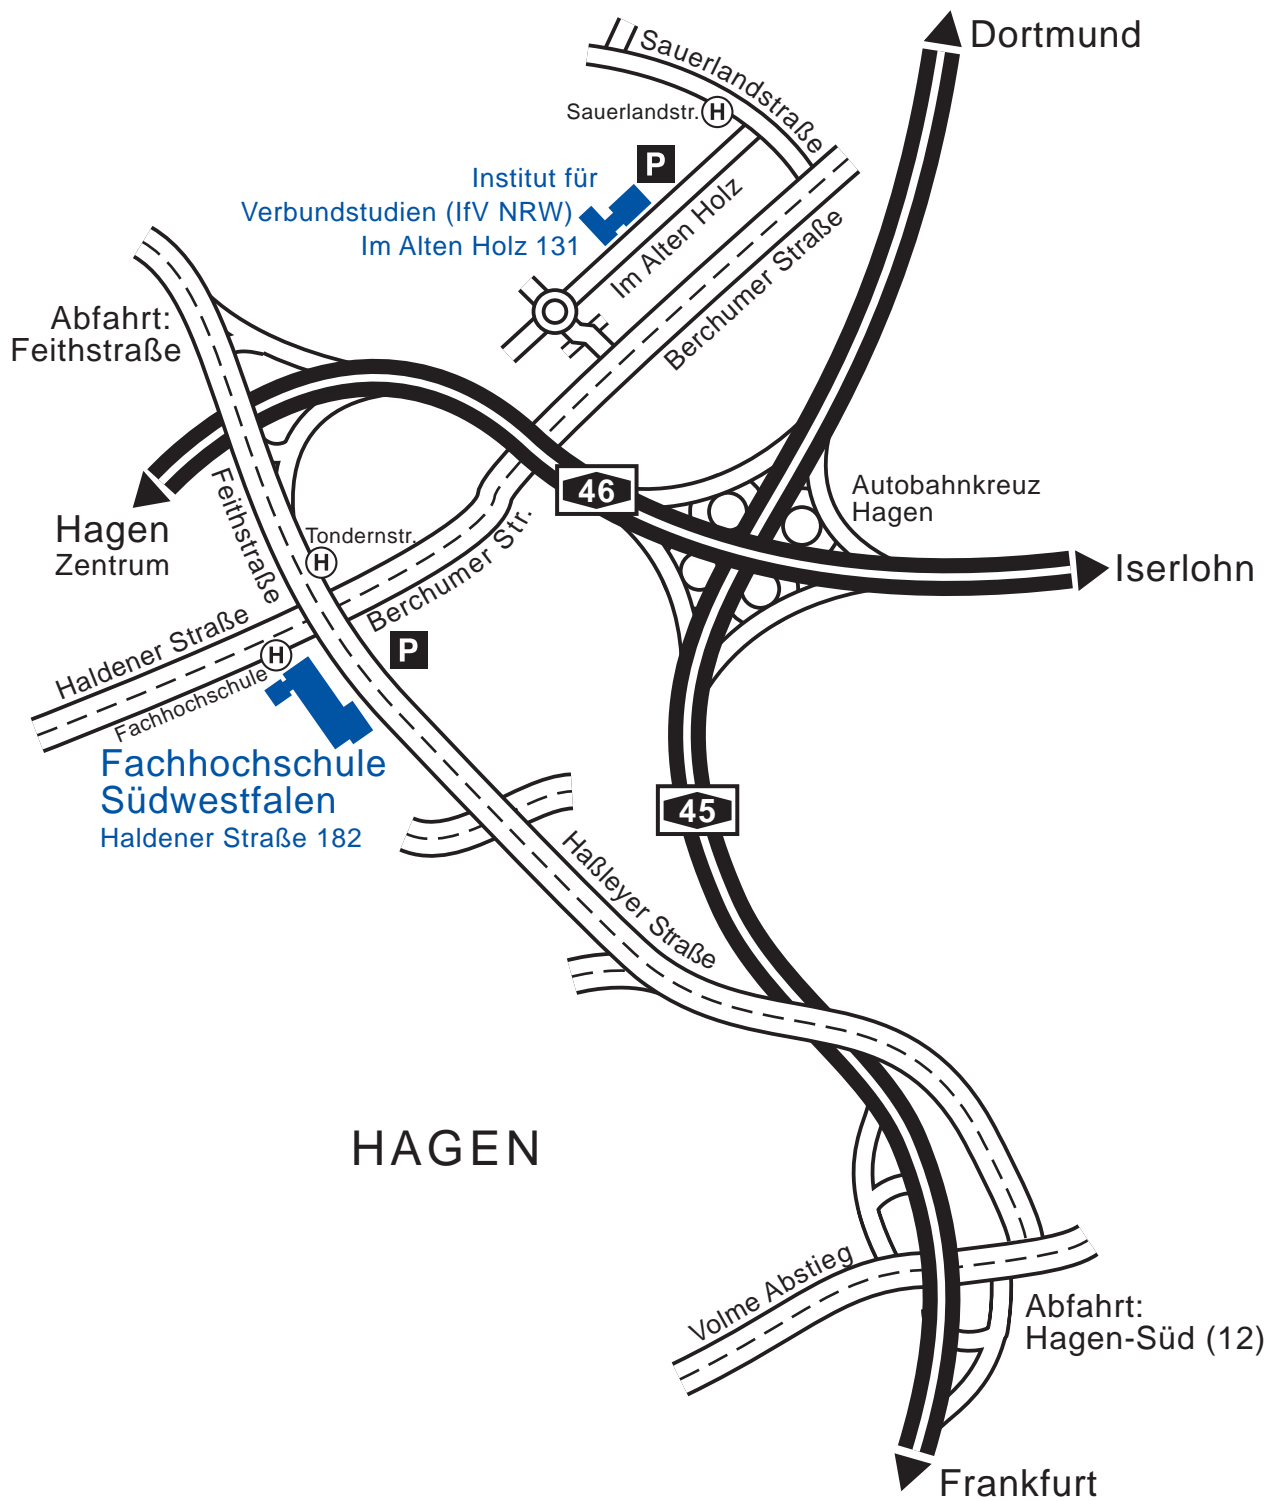 Dortmund
Sauerlandstraße
Sauerlandstr.
H
P
Institut für
Verbundstudien (IfV NRW)
Im Alten Holz 131
Im Alten Holz
Berchumer Straße
Abfahrt:
Feithstraße
46
Autobahnkreuz
Hagen
Hagen
Zentrum
Feithstraße
Tondernstr.
H
Berchumer Str.
Iserlohn
Haldener Straße
H
Fachhochschule
P
Fachhochschule
Südwestfalen
Haldener Straße 182
45
Haßleyer Straße
HAGEN
Volme Abstieg
Abfahrt:
Hagen-Süd (12)
Frankfurt